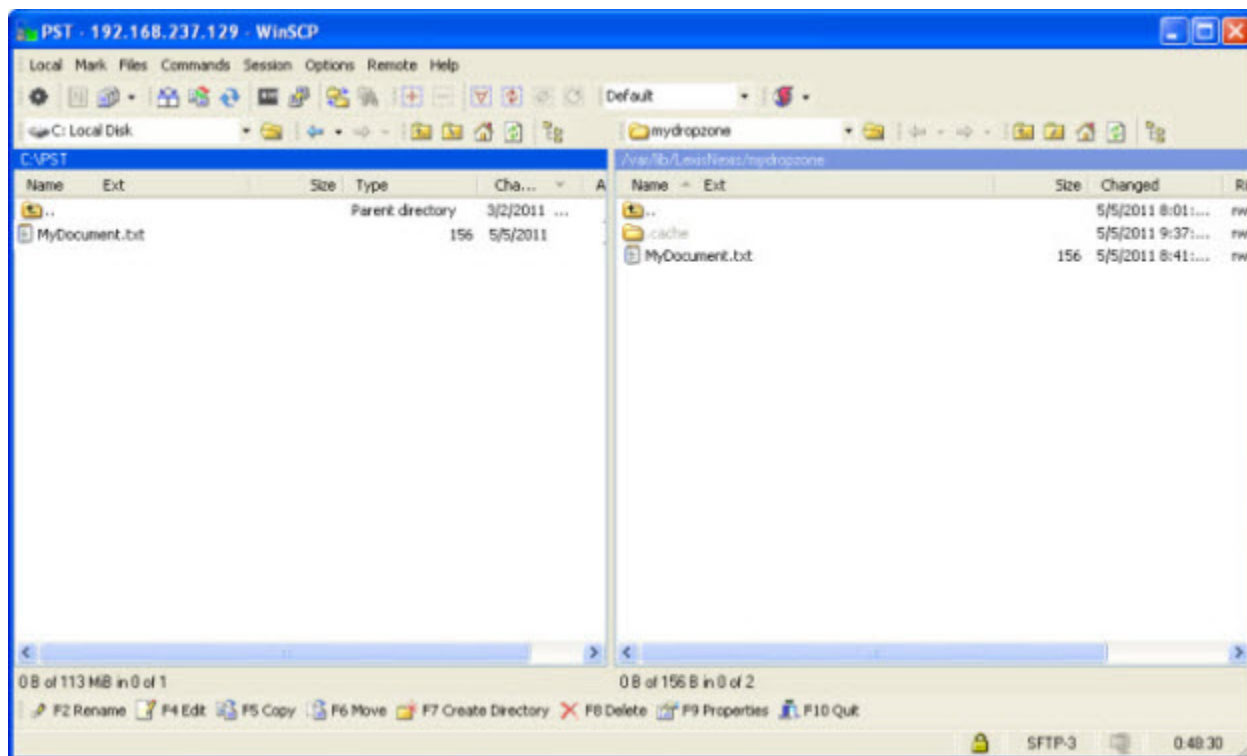 PST - 192.168.237.129 - WinSCP
Local Mark Files Commands Session Options Remote Help
Default
C: Local Disk
mydropzone
C:\PST
/var/lib/LexisNexis/mydropzone
Name Ext Size Type Cha... A
Name Ext Size Changed Ri
.. Parent directory 3/2/2011 ...
.. 5/5/2011 8:01:... rw
.cache 5/5/2011 9:37:... rw
MyDocument.txt 156 5/5/2011
MyDocument.txt 156 5/5/2011 8:41:... rw
0 B of 113 MiB in 0 of 1
0 B of 156 B in 0 of 2
F2 Rename F4 Edit F5 Copy F6 Move F7 Create Directory F8 Delete F9 Properties F10 Quit
SFTP-3 0:48:30